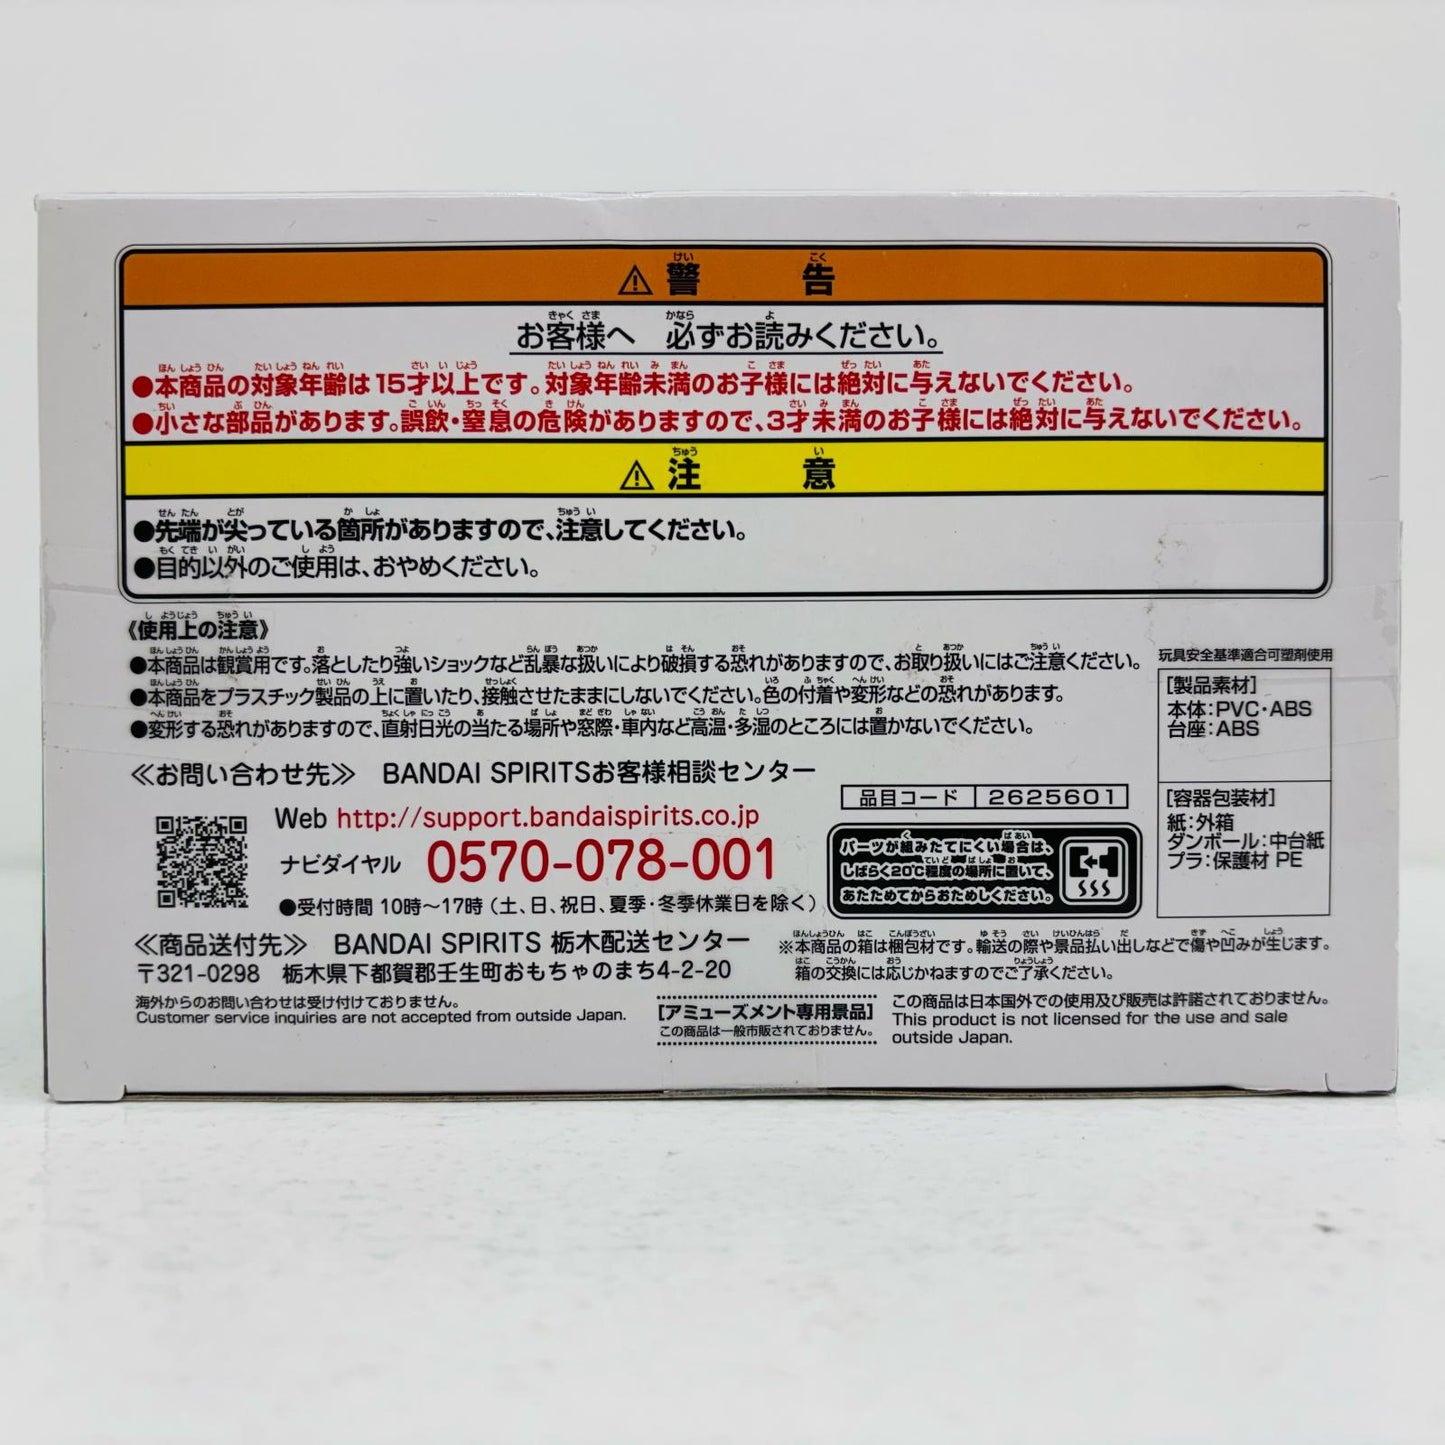 ⚠警告
お客様へ 必ずお読みください。
●本商品の対象年齢は15才以上です。対象年齢未満のお子様には絶対に与えないでください。
●小さな部品があります。誤飲・窒息の危険がありますので、3才未満のお子様には絶対に与えないでください。
⚠注意
●先端が尖っている箇所がありますので、注意してください。
●目的以外のご使用は、おやめください。
《使用上の注意》
●本商品は観賞用です。落としたり強いショックなど乱暴な扱いにより破損する恐れがありますので、お取り扱いにはご注意ください。
●本商品をプラスチック製品の上に置いたり、接触させたままにしないでください。色の付着や変形などの恐れがあります。
●変形する恐れがありますので、直射日光の当たる場所や窓際・車内など高温・多湿のところには置かないでください。
玩具安全基準適合可塑剤使用
[製品素材]
本体:PVC・ABS
台座:ABS
[容器包装材]
紙:外箱
ダンボール:中台紙
プラ:保護材 PE
≪お問い合わせ先≫ BANDAI SPIRITSお客様相談センター
Web http://support.bandaispirits.co.jp
ナビダイヤル 0570-078-001
●受付時間 10時〜17時(土、日、祝日、夏季・冬季休業日を除く)
品目コード 2625601
パーツが組みたてにくい場合は、
しばらく20℃程度の場所に置いて、
あたためてからおためしください。
≪商品送付先≫ BANDAI SPIRITS 栃木配送センター
〒321-0298 栃木県下都賀郡壬生町おもちゃのまち4-2-20
※本商品の箱は梱包材です。輸送の際や景品払い出しなどで傷や凹みが生じます。
箱の交換には応じかねますのでご了承ください。
海外からのお問い合わせは受け付けておりません。
Customer service inquiries are not accepted from outside Japan.
[アミューズメント専用景品]
この商品は一般市販されておりません。
この商品は日本国外での使用及び販売は許諾されておりません。
This product is not licensed for the use and sale
outside Japan.